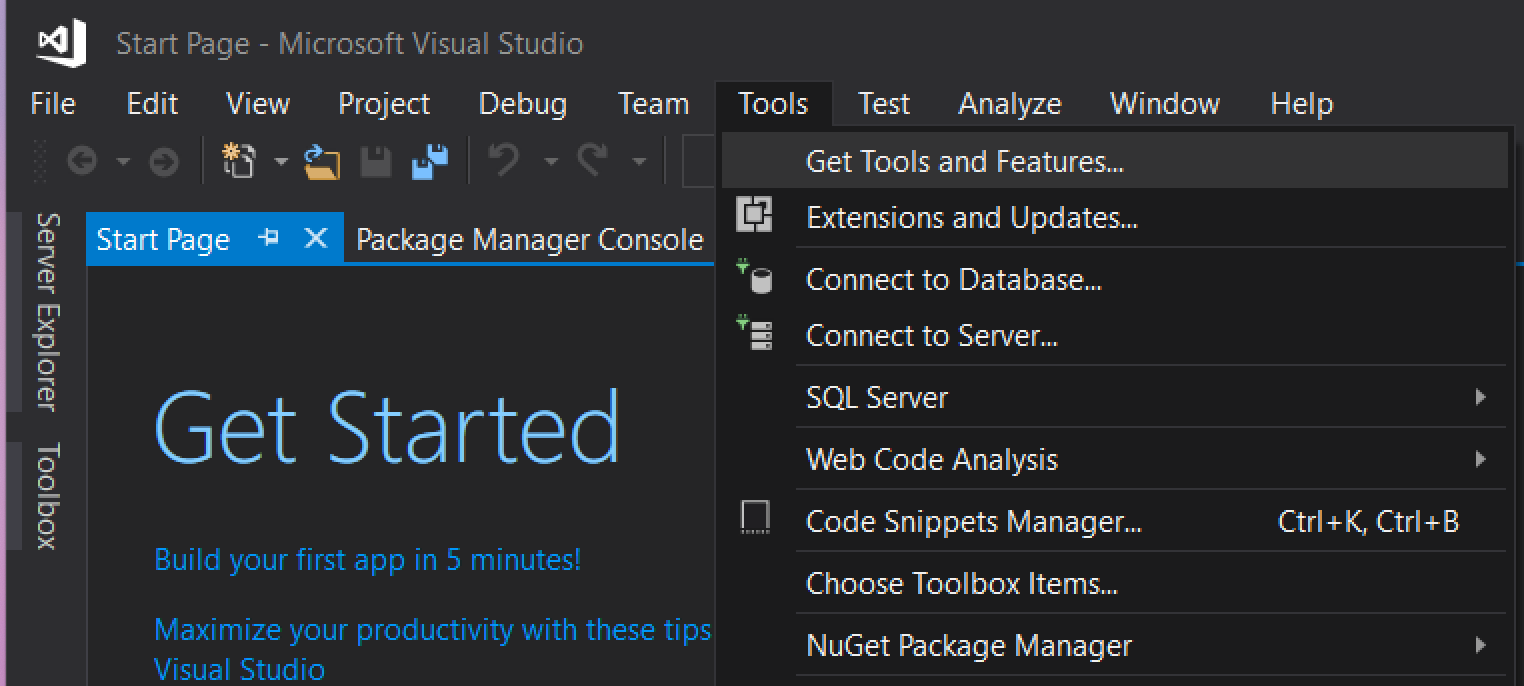 Start Page - Microsoft Visual Studio
File Edit View Project Debug Team Tools Test Analyze Window Help
Get Tools and Features...
Extensions and Updates...
Connect to Database...
Connect to Server...
SQL Server
Web Code Analysis
Code Snippets Manager... Ctrl+K, Ctrl+B
Choose Toolbox Items...
NuGet Package Manager
Server Explorer
Toolbox
Start Page
Package Manager Console
Get Started
Build your first app in 5 minutes!
Maximize your productivity with these tips
Visual Studio